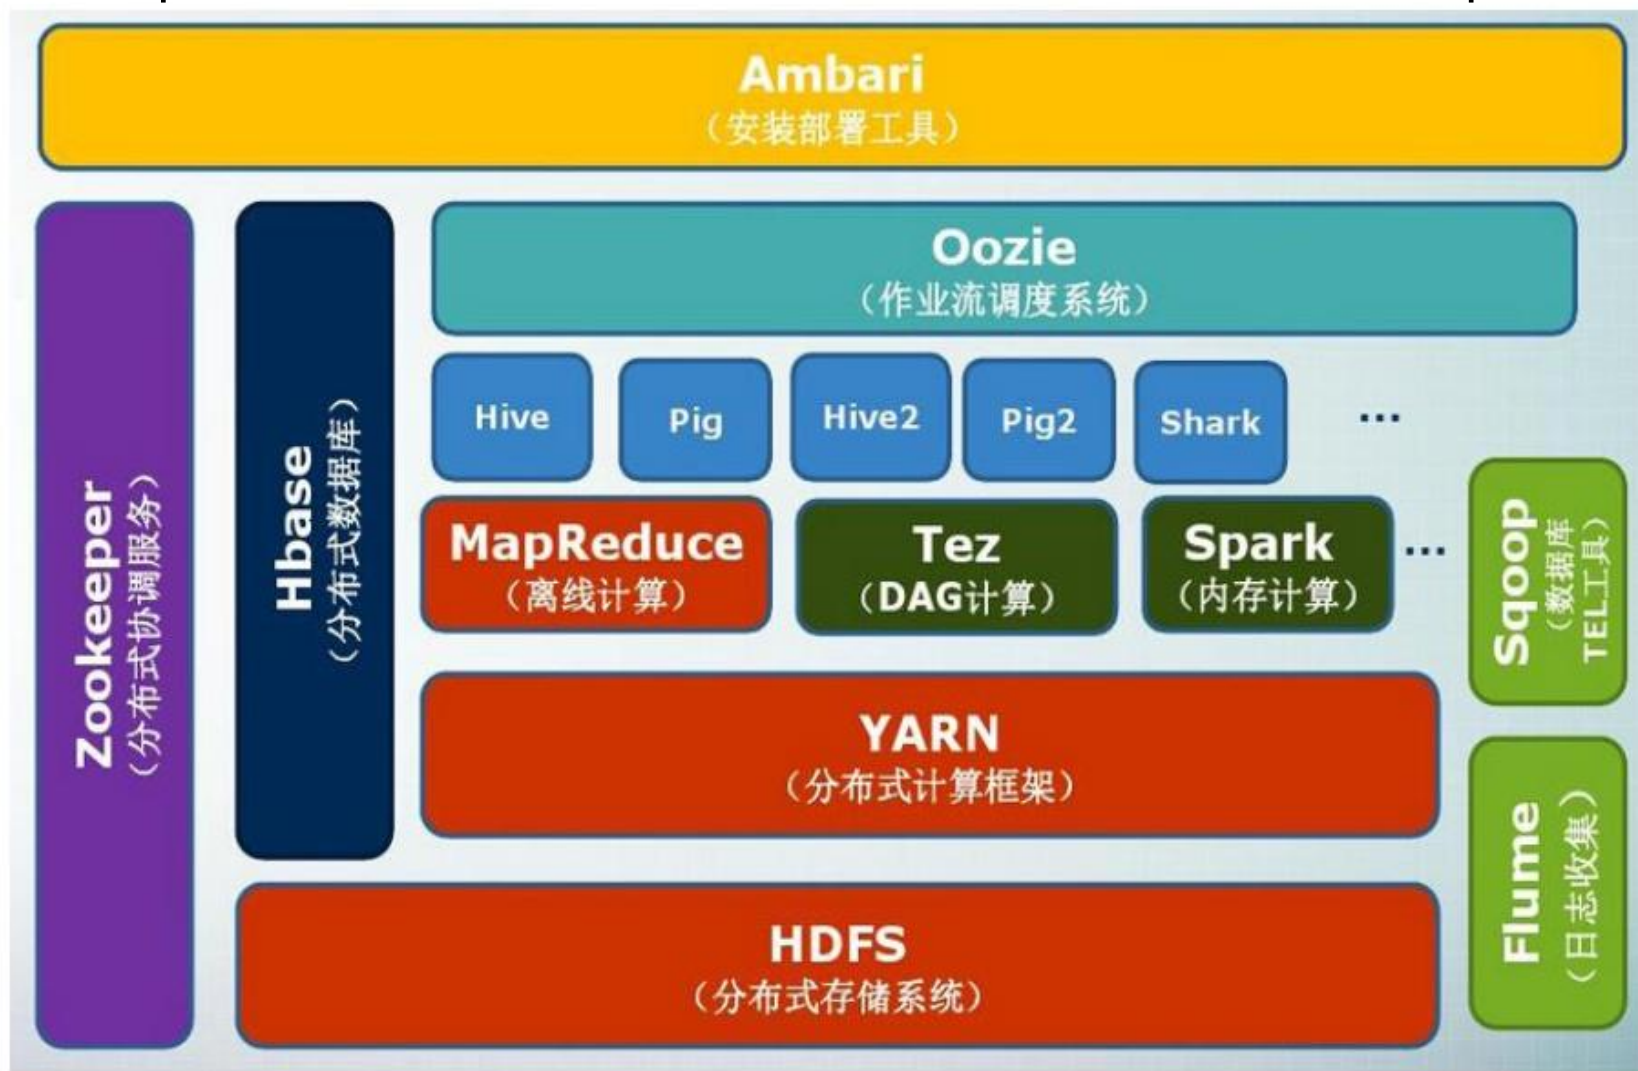 Ambari
（安装部署工具）
Zookeeper
（分布式协调服务）
Hbase
（分布式数据库）
Oozie
（作业流调度系统）
Hive
Pig
Hive2
Pig2
Shark
...
MapReduce
（离线计算）
Tez
（DAG计算）
Spark
（内存计算）
...
Sqoop
（数据库
TEL工具）
YARN
（分布式计算框架）
Flume
（日志收集）
HDFS
（分布式存储系统）